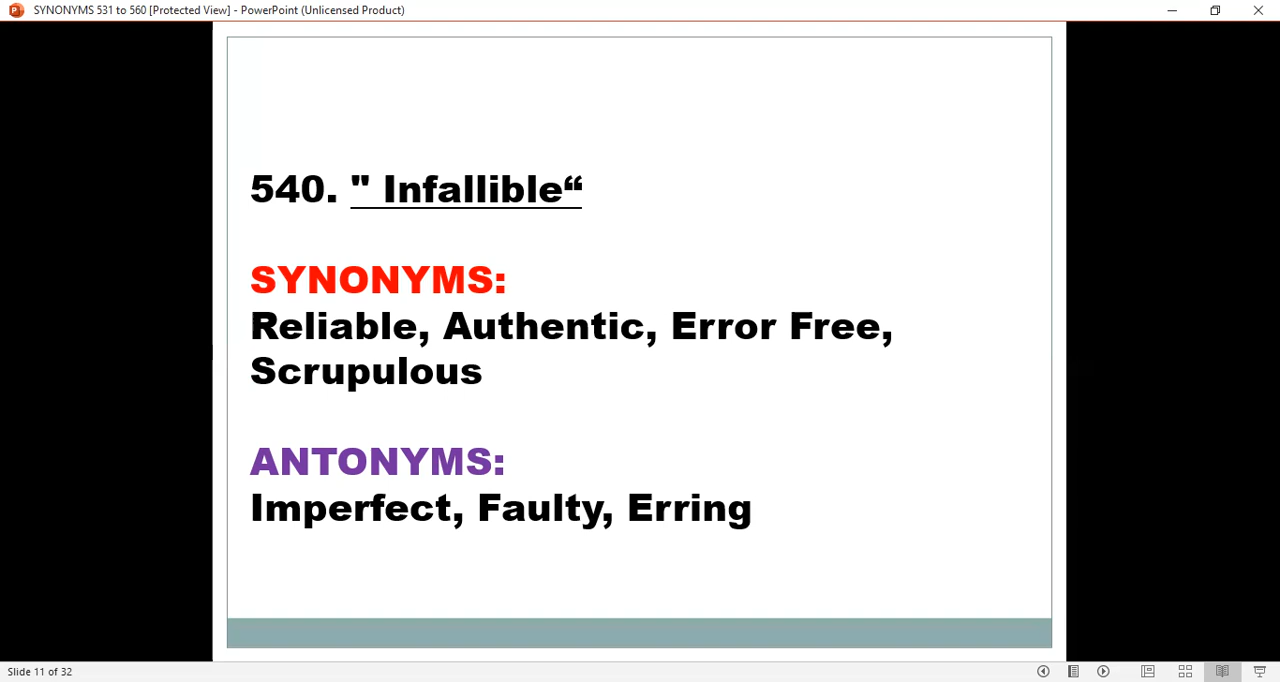 SYNONYMS 531 to 560 [Protected View] - PowerPoint (Unlicensed Product)
540. " Infallible“
SYNONYMS:
Reliable, Authentic, Error Free,
Scrupulous
ANTONYMS:
Imperfect, Faulty, Erring
Slide 11 of 32